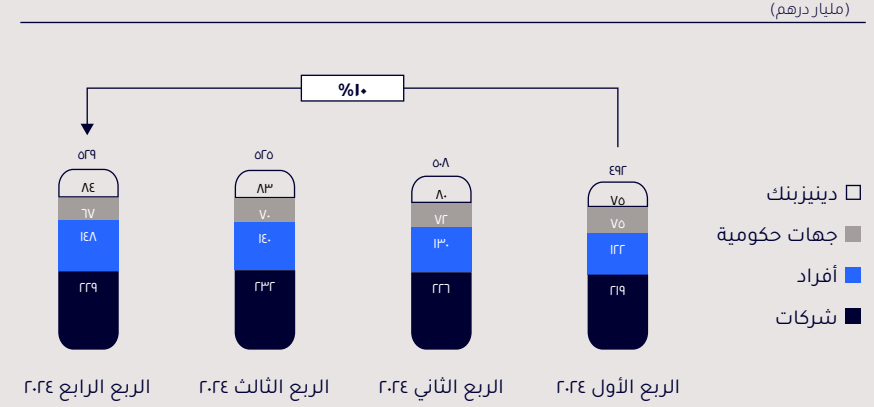 (مليار درهم)
%١٠
٤٩٢
٥٠٨
٥٢٥
٥٢٩
٧٥
٨٠
٨٣
٨٤
٧٥
٧٢
٧٠
٦٧
١٢٢
١٣٠
١٤٠
١٤٨
٢١٩
٢٢٦
٢٣٢
٢٢٩
دينيزبنك
جهات حكومية
أفراد
شركات
الربع الأول ٢٠٢٤
الربع الثاني ٢٠٢٤
الربع الثالث ٢٠٢٤
الربع الرابع ٢٠٢٤